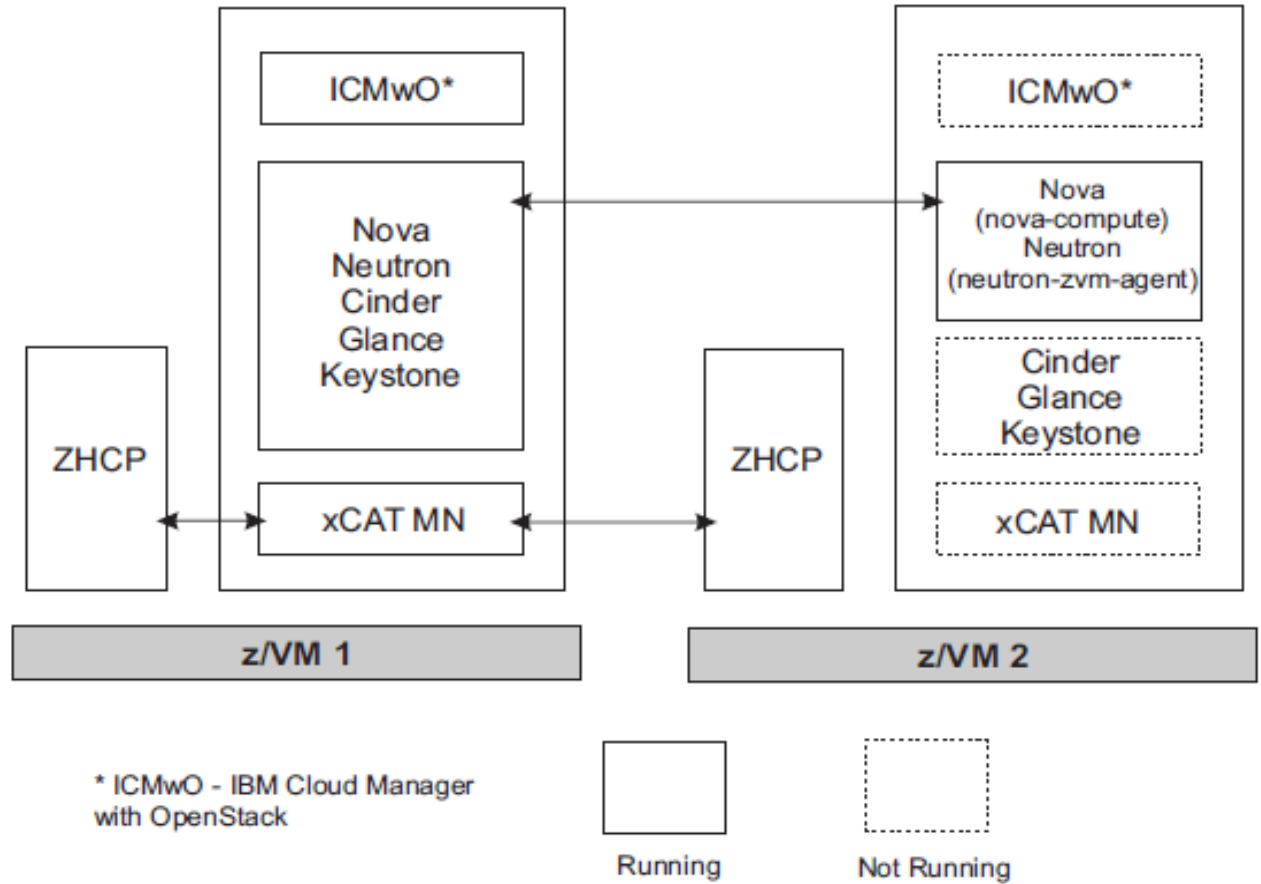 ICMwO*
Nova
Neutron
Cinder
Glance
Keystone
ZHCP
xCAT MN
z/VM 1
ICMwO*
Nova
(nova-compute)
Neutron
(neutron-zvm-agent)
Cinder
Glance
Keystone
ZHCP
xCAT MN
z/VM 2
* ICMwO - IBM Cloud Manager
with OpenStack
Running
Not Running